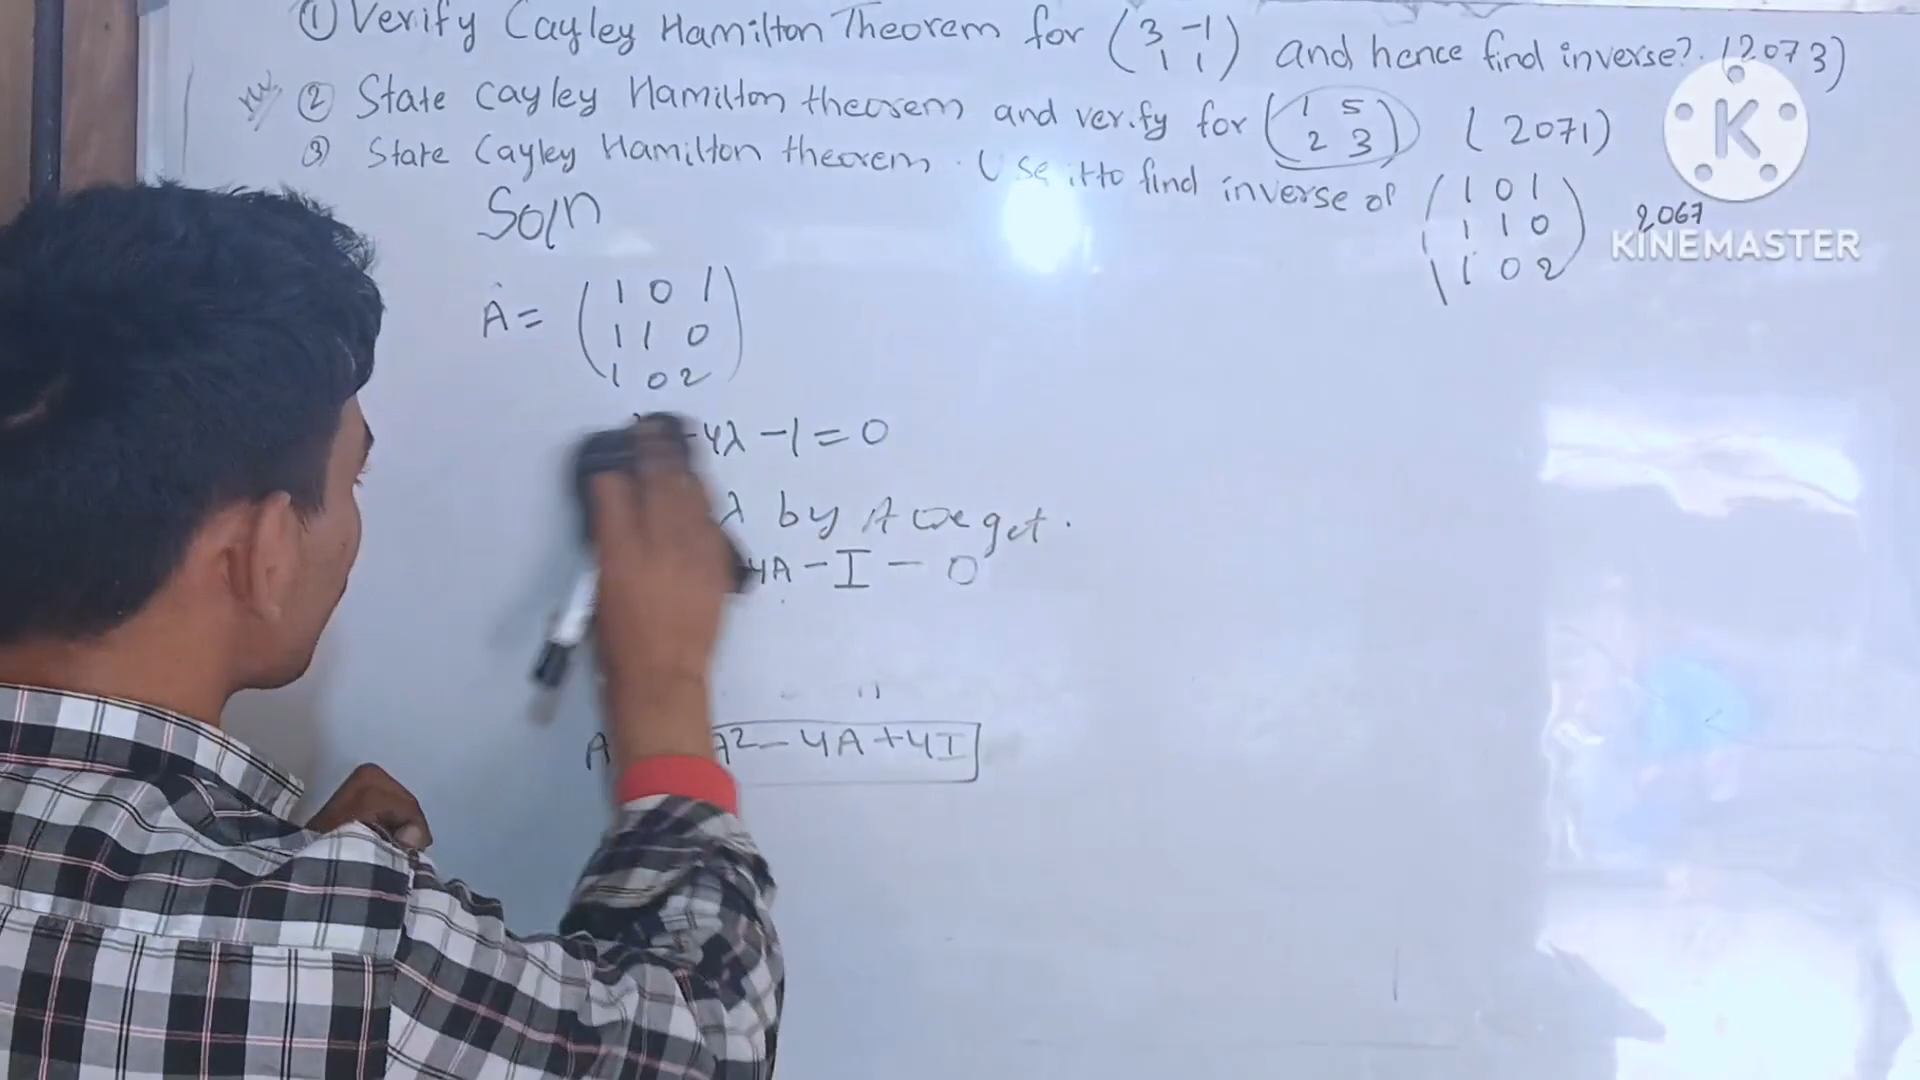 ① Verify Cayley Hamilton Theorem for (3 -1 1 1) and hence find inverse?. (2073)
② State Cayley Hamilton theorem and verify for (1 5 2 3) (2071)
③ State Cayley Hamilton theorem. Use it to find inverse of
(1 0 1
1 1 0
1 0 2) 2067
K
KINEMASTER
Soln
A = (1 0 1
1 1 0
1 0 2)
-4λ -1 = 0
λ by A we get.
4A - I - 0
A A² - 4A + 4I